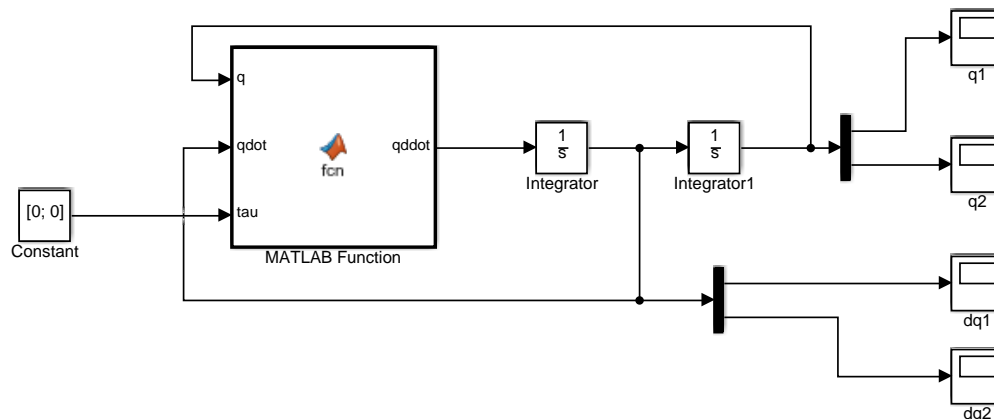 q
qdot
tau
qddot
fcn
MATLAB Function
[0; 0]
Constant
1
s
Integrator
1
s
Integrator1
q1
q2
dq1
dq2